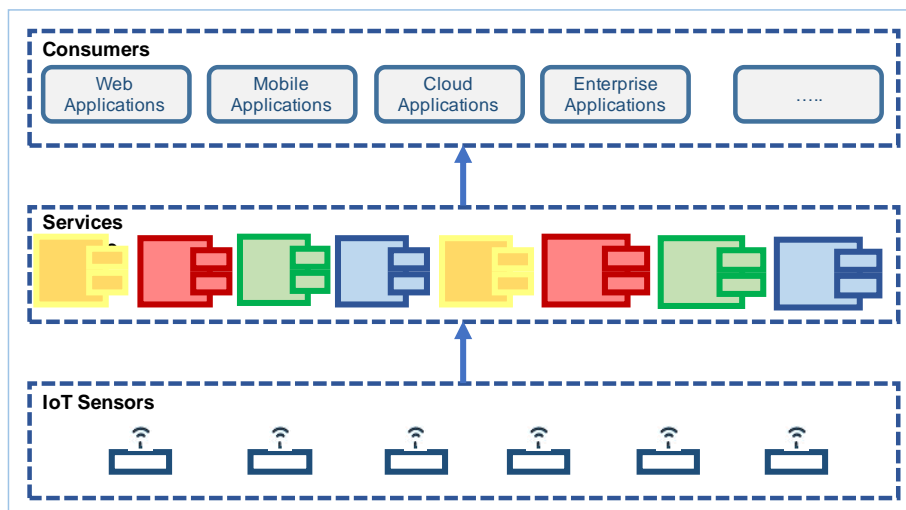 Consumers
Web
Applications
Mobile
Applications
Cloud
Applications
Enterprise
Applications
.....
Services
IoT Sensors